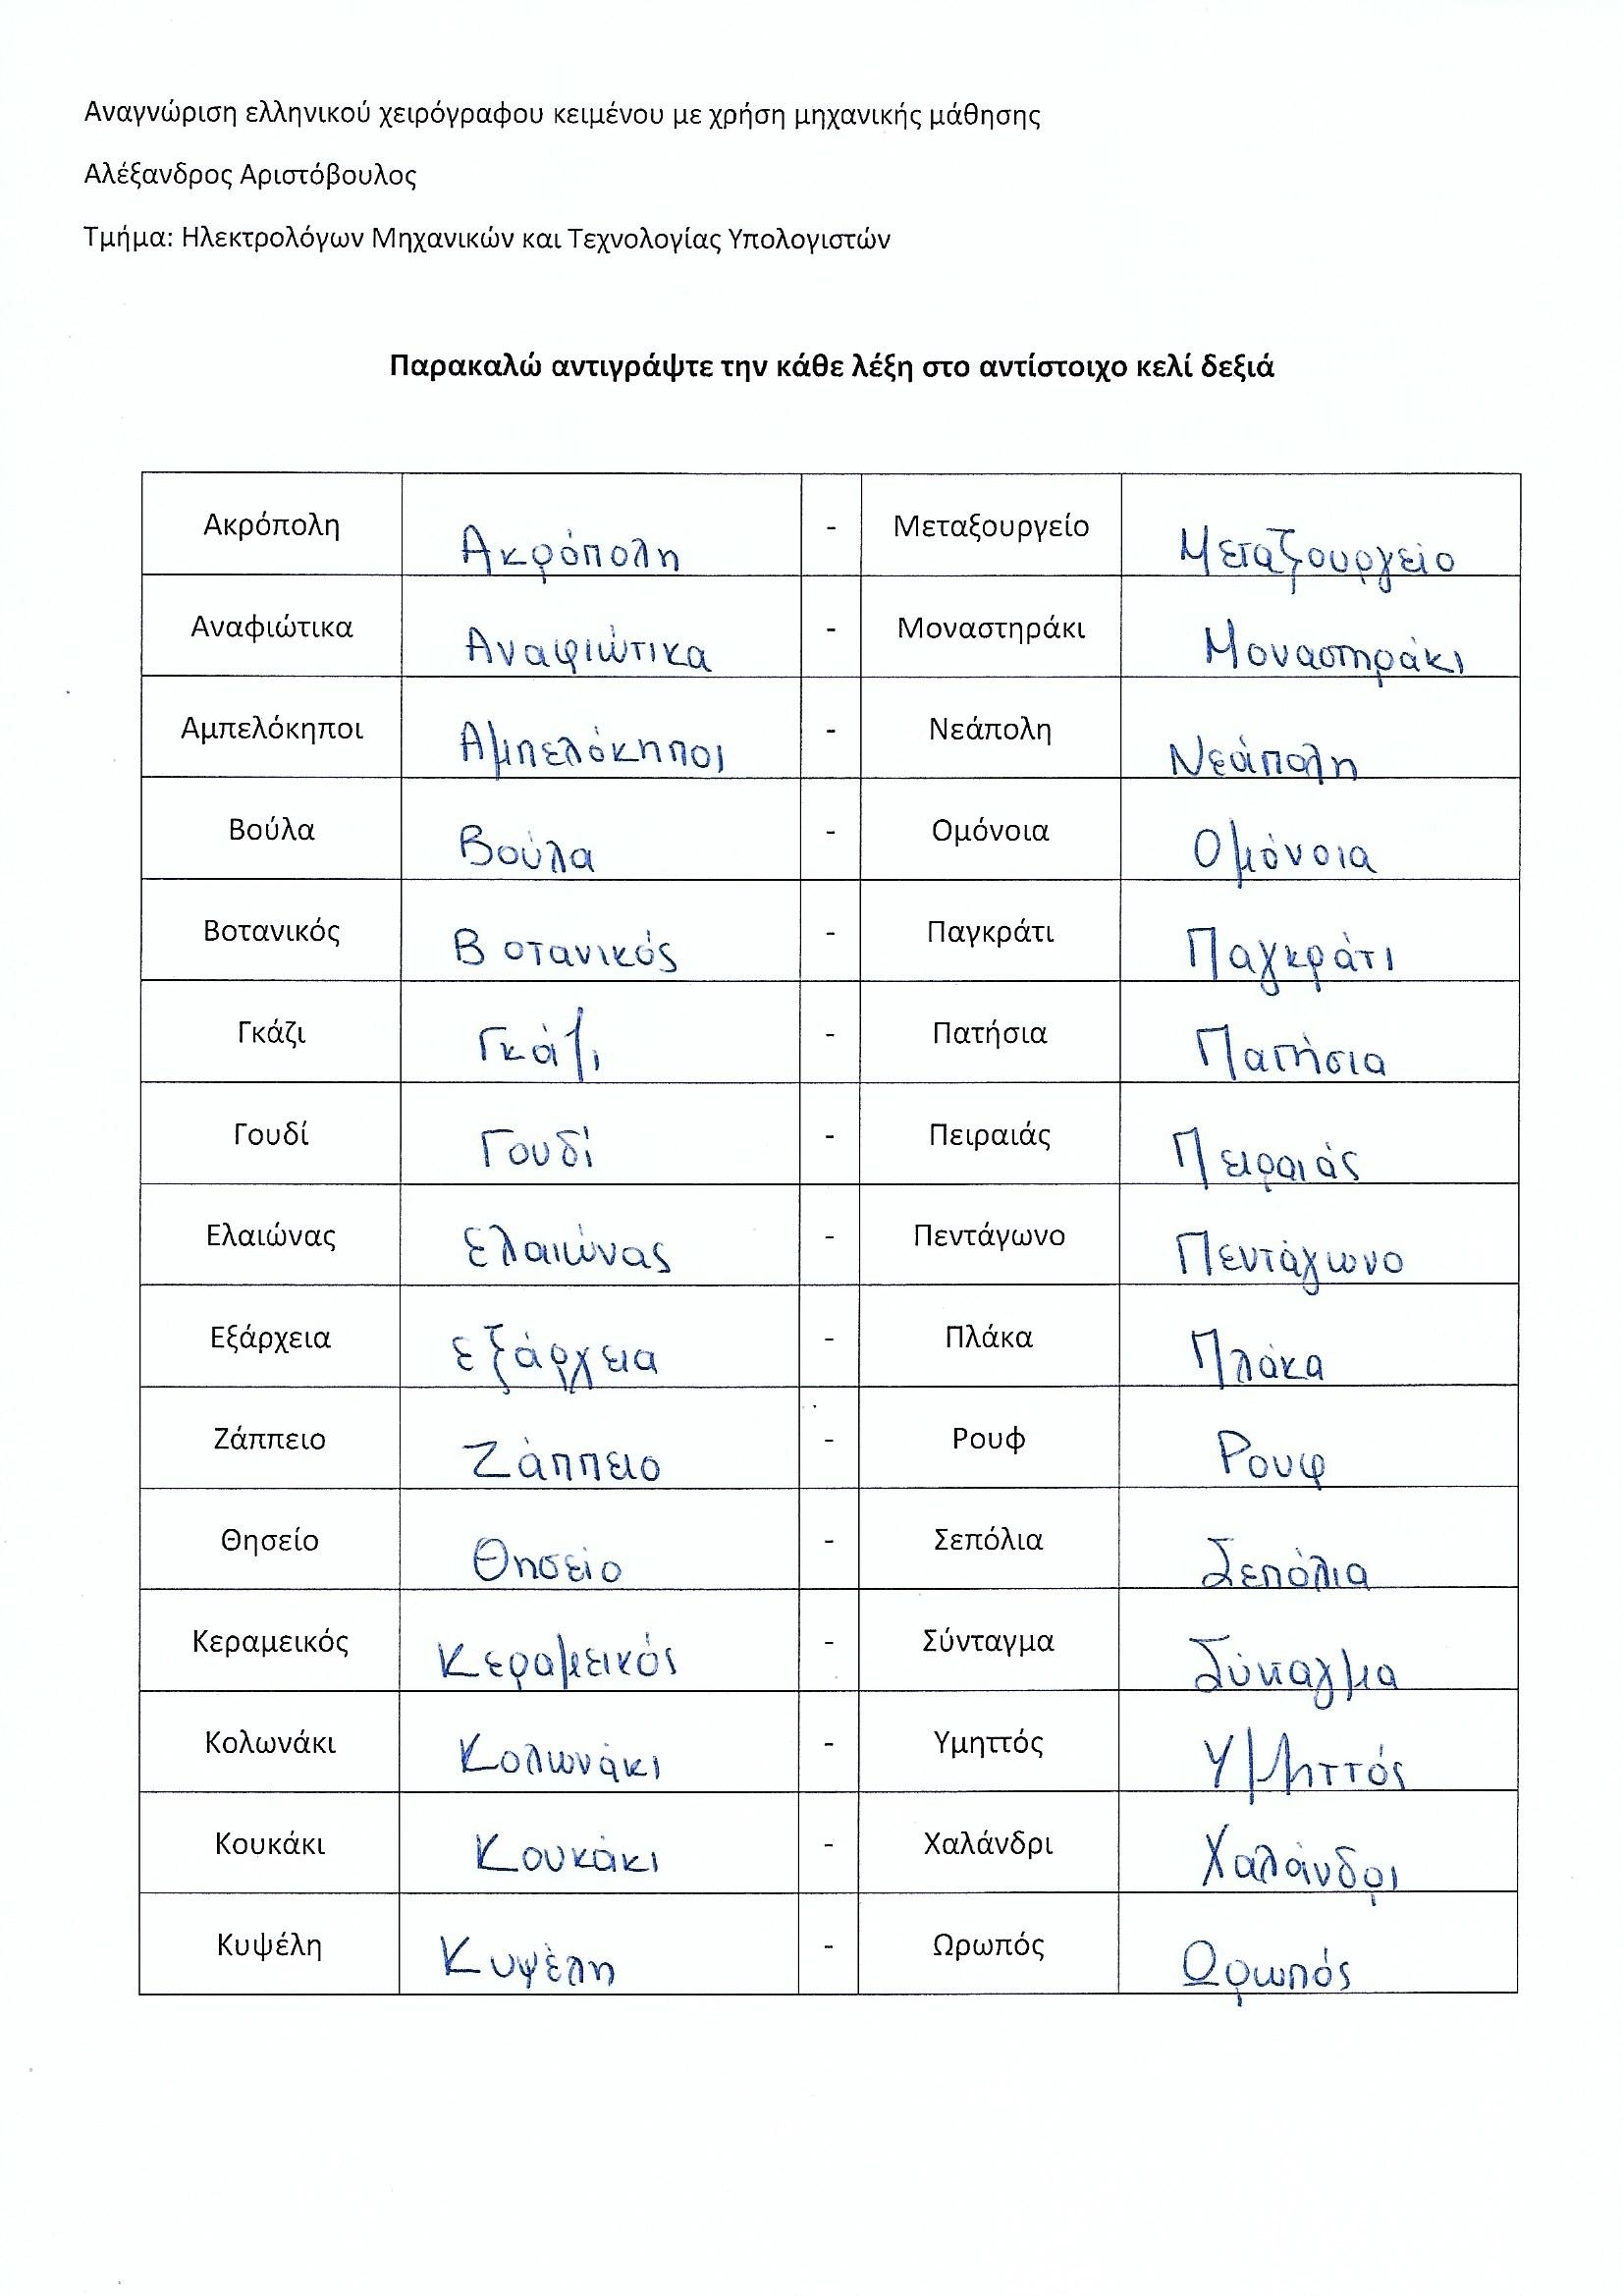 Αναγνώριση ελληνικού χειρόγραφου κειμένου με χρήση μηχανικής μάθησης
Αλέξανδρος Αριστόβουλος
Τμήμα: Ηλεκτρολόγων Μηχανικών και Τεχνολογίας Υπολογιστών
Παρακαλώ αντιγράψτε την κάθε λέξη στο αντίστοιχο κελί δεξιά
Ακρόπολη Ακρόπολη - Μεταξουργείο Μεταξουργείο
Αναφιώτικα Αναφιώτικα - Μοναστηράκι Μοναστηράκι
Αμπελόκηποι Αμπελόκηποι - Νεάπολη Νεάπολη
Βούλα Βούλα - Ομόνοια Ομόνοια
Βοτανικός Βοτανικός - Παγκράτι Παγκράτι
Γκάζι Γκάζι - Πατήσια Πατήσια
Γουδί Γουδί - Πειραιάς Πειραιάς
Ελαιώνας Ελαιώνας - Πεντάγωνο Πεντάγωνο
Εξάρχεια εξάρχεια - Πλάκα Πλάκα
Ζάππειο Ζάππειο - Ρουφ Ρουφ
Θησείο Θησείο - Σεπόλια Σεπόλια
Κεραμεικός Κεραμεικός - Σύνταγμα Σύνταγμα
Κολωνάκι Κολωνάκι - Υμηττός Υμηττός
Κουκάκι Κουκάκι - Χαλάνδρι Χαλάνδρι
Κυψέλη Κυψέλη - Ωρωπός Ωρωπός